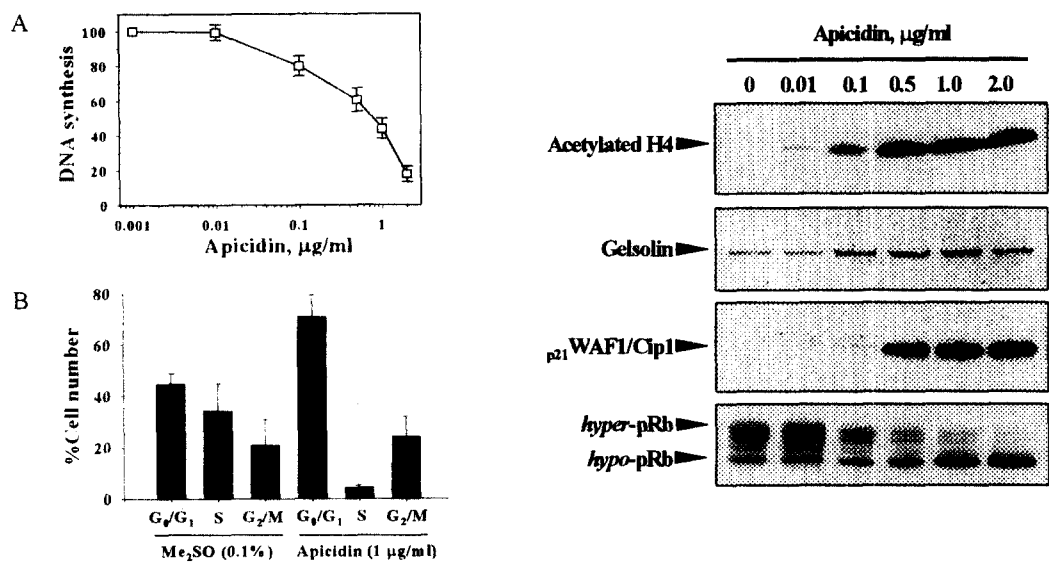 A
DNA synthesis
100
80
60
40
20
0
0.001 0.01 0.1 1
Apicidin, μg/ml
B
%Cell number
80
60
40
20
0
G₀/G₁ S G₂/M G₀/G₁ S G₂/M
Me₂SO (0.1%) Apicidin (1 μg/ml)
Apicidin, μg/ml
0 0.01 0.1 0.5 1.0 2.0
Acetylated H4
Gelsolin
p21WAF1/Cip1
hyper-pRb
hypo-pRb